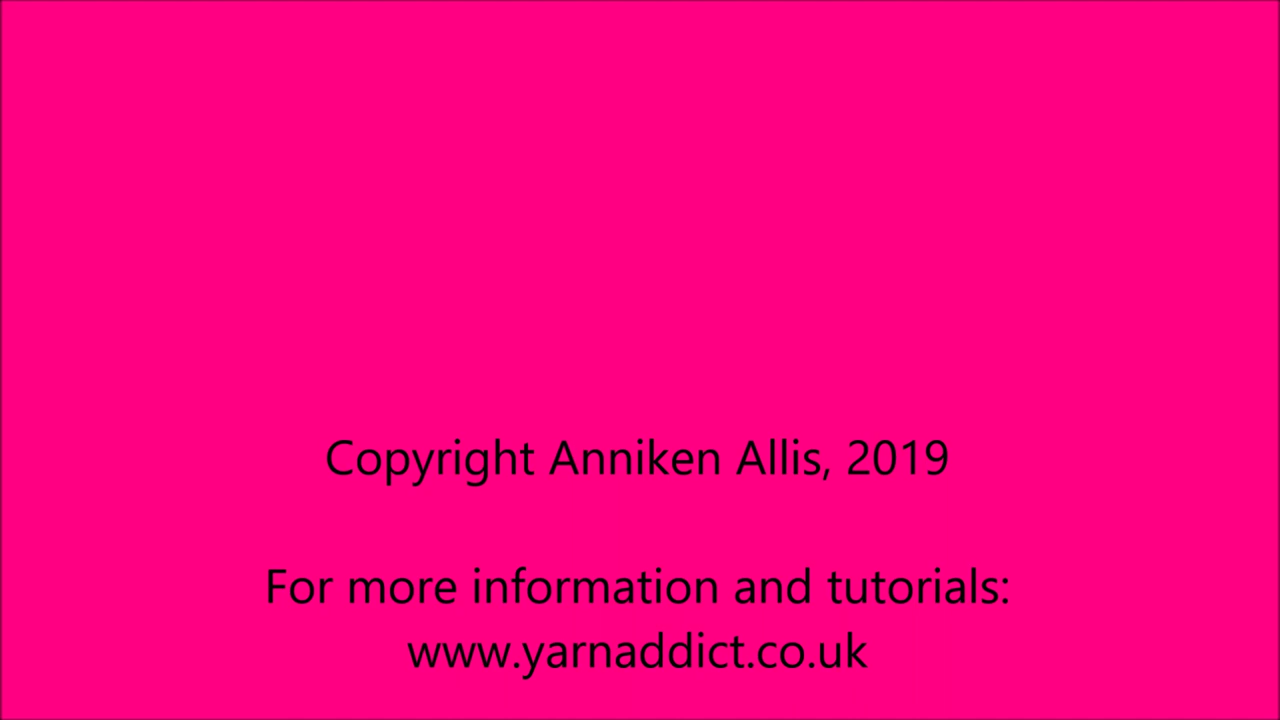 Copyright Anniken Allis, 2019
For more information and tutorials:
www.yarnaddict.co.uk